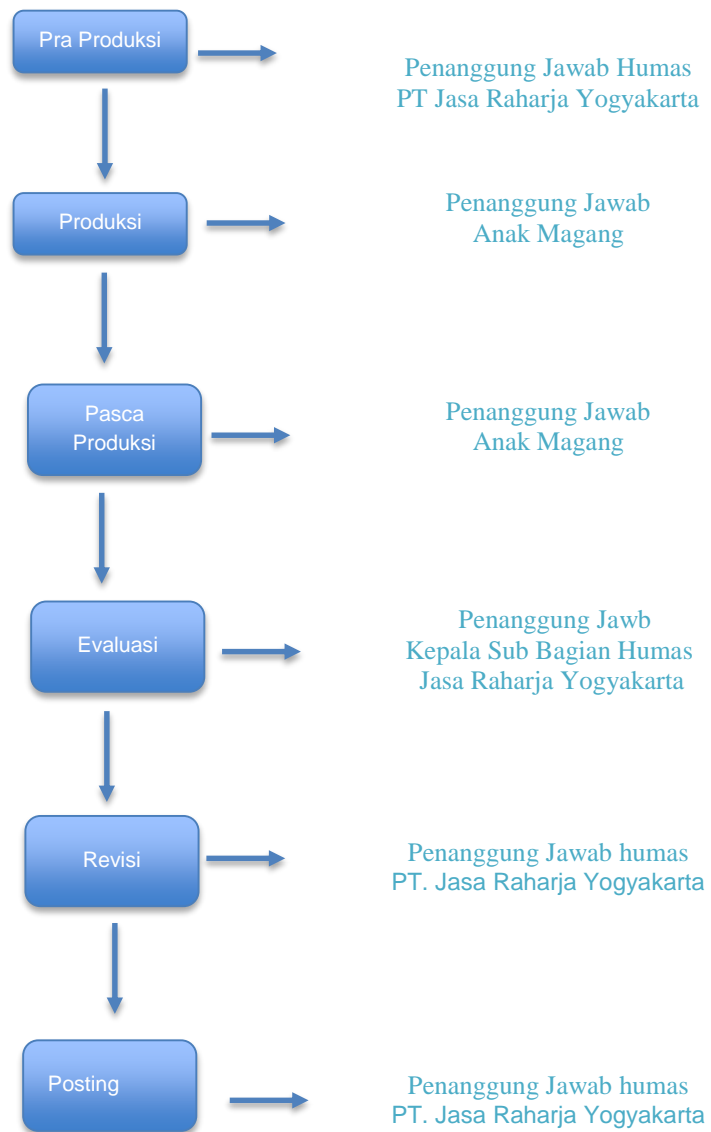 Pra Produksi
Penanggung Jawab Humas
PT Jasa Raharja Yogyakarta
Produksi
Penanggung Jawab
Anak Magang
Pasca
Produksi
Penanggung Jawab
Anak Magang
Evaluasi
Penanggung Jawb
Kepala Sub Bagian Humas
Jasa Raharja Yogyakarta
Revisi
Penanggung Jawab humas
PT. Jasa Raharja Yogyakarta
Posting
Penanggung Jawab humas
PT. Jasa Raharja Yogyakarta